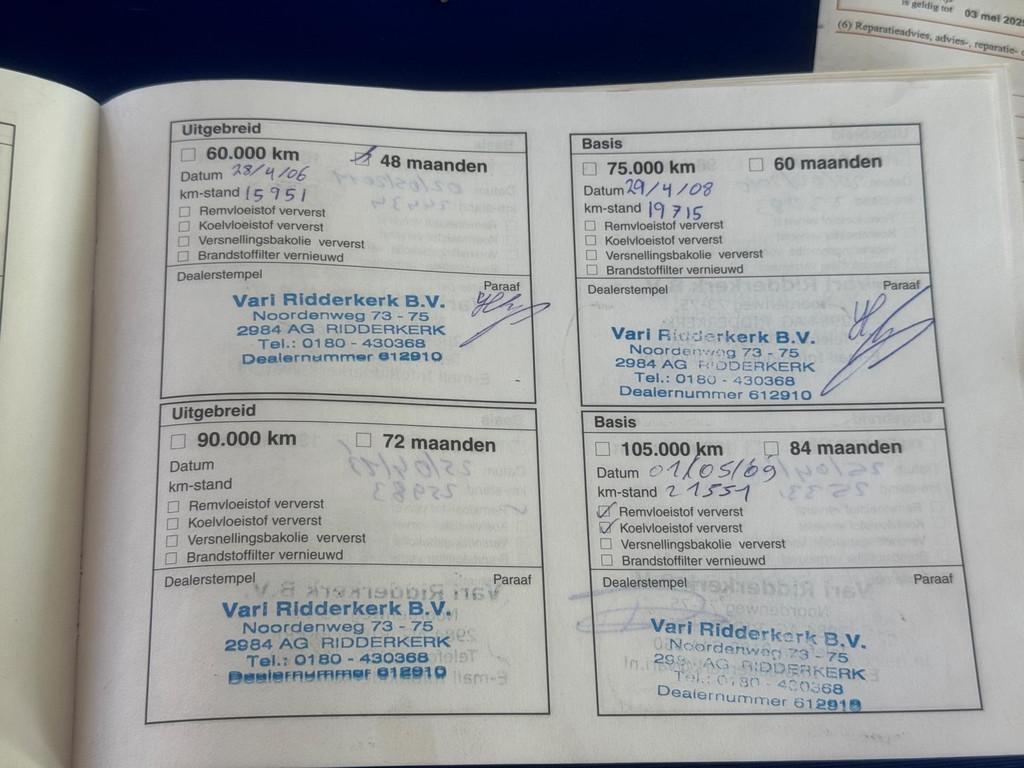 is geldig tot 03 mei 202
(6) Reparatieadvies, advies-, reparatie-
Uitgebreid
60.000 km 48 maanden
Datum 28/4/06
km-stand 15951
Remvloeistof ververst
Koelvloeistof ververst
Versnellingsbakolie ververst
Brandstoffilter vernieuwd
Dealerstempel
Paraaf
Vari Ridderkerk B.V.
Noordenweg 73 - 75
2984 AG RIDDERKERK
Tel.: 0180 - 430368
Dealernummer 612910
Basis
75.000 km 60 maanden
Datum 29/4/08
km-stand 19715
Remvloeistof ververst
Koelvloeistof ververst
Versnellingsbakolie ververst
Brandstoffilter vernieuwd
Dealerstempel
Paraaf
Vari Ridderkerk B.V.
Noordenweg 73 - 75
2984 AG RIDDERKERK
Tel.: 0180 - 430368
Dealernummer 612910
Uitgebreid
90.000 km 72 maanden
Datum
km-stand
Remvloeistof ververst
Koelvloeistof ververst
Versnellingsbakolie ververst
Brandstoffilter vernieuwd
Dealerstempel Paraaf
Vari Ridderkerk B.V.
Noordenweg 73 - 75
2984 AG RIDDERKERK
Tel.: 0180 - 430368
Dealernummer 612910
Basis
105.000 km 84 maanden
Datum 01/05/09
km-stand 21551
Remvloeistof ververst
Koelvloeistof ververst
Versnellingsbakolie ververst
Brandstoffilter vernieuwd
Dealerstempel Paraaf
Vari Ridderkerk B.V.
Noordenweg 73 - 75
AG RIDDERKERK
Tel.: 0180 - 430368
Dealernummer 612910